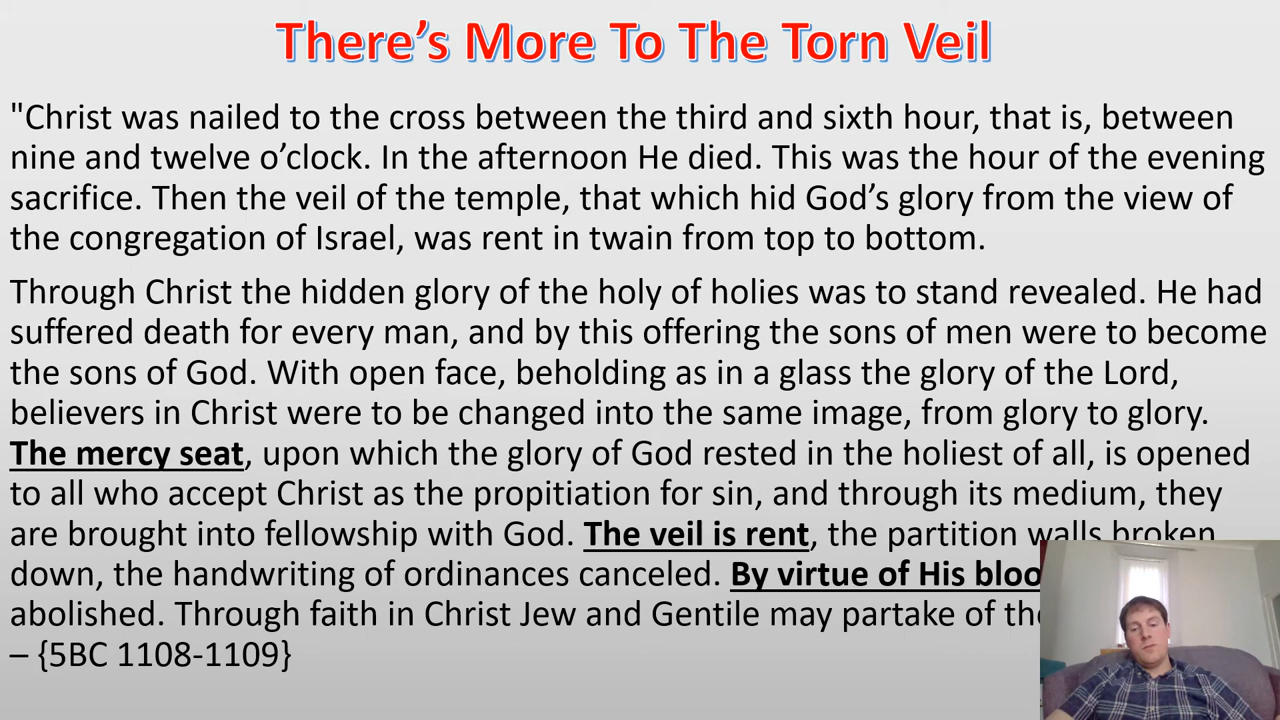 There's More To The Torn Veil
"Christ was nailed to the cross between the third and sixth hour, that is, between
nine and twelve o’clock. In the afternoon He died. This was the hour of the evening
sacrifice. Then the veil of the temple, that which hid God’s glory from the view of
the congregation of Israel, was rent in twain from top to bottom.
Through Christ the hidden glory of the holy of holies was to stand revealed. He had
suffered death for every man, and by this offering the sons of men were to become
the sons of God. With open face, beholding as in a glass the glory of the Lord,
believers in Christ were to be changed into the same image, from glory to glory.
The mercy seat, upon which the glory of God rested in the holiest of all, is opened
to all who accept Christ as the propitiation for sin, and through its medium, they
are brought into fellowship with God. The veil is rent, the partition walls broken
down, the handwriting of ordinances canceled. By virtue of His
abolished. Through faith in Christ Jew and Gentile may partake of
– {5BC 1108-1109}